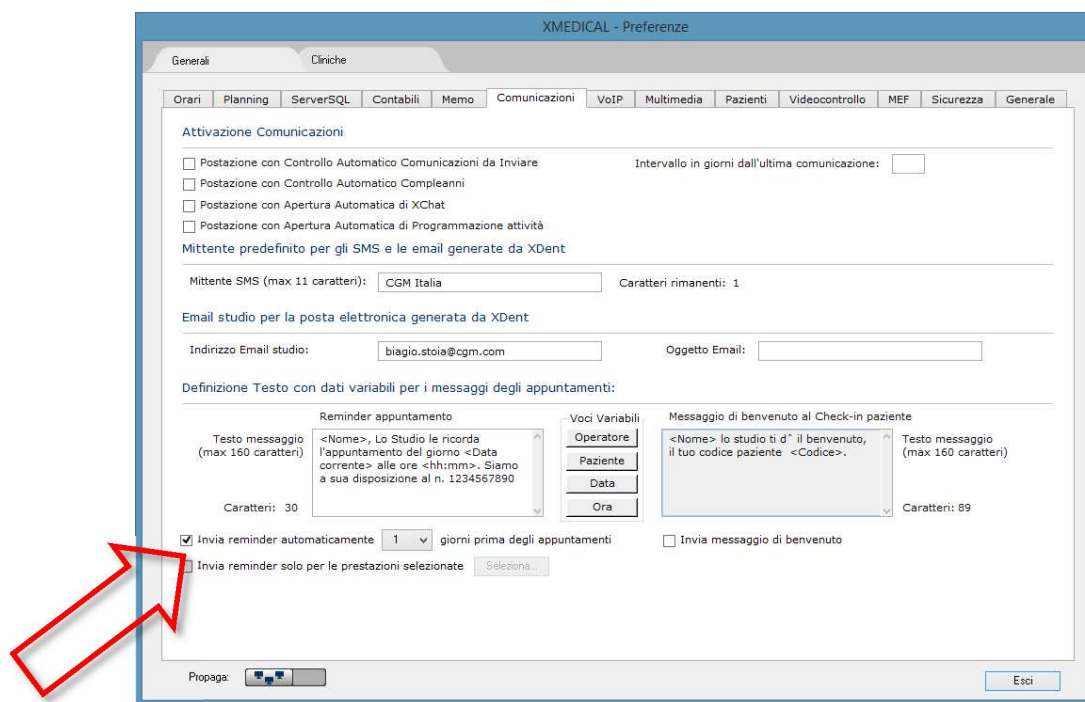 XMEDICAL - Preferenze
Generali Cliniche
Orari Planning ServerSQL Contabili Memo Comunicazioni VoIP Multimedia Pazienti Videocontrollo MEF Sicurezza Generale
Attivazione Comunicazioni
Postazione con Controllo Automatico Comunicazioni da Inviare Intervallo in giorni dall'ultima comunicazione:
Postazione con Controllo Automatico Compleanni
Postazione con Apertura Automatica di XChat
Postazione con Apertura Automatica di Programmazione attività
Mittente predefinito per gli SMS e le email generate da XDent
Mittente SMS (max 11 caratteri): CGM Italia Caratteri rimanenti: 1
Email studio per la posta elettronica generata da XDent
Indirizzo Email studio: biagio.stoia@cgm.com Oggetto Email:
Definizione Testo con dati variabili per i messaggi degli appuntamenti:
Reminder appuntamento
Testo messaggio
(max 160 caratteri)
<Nome>, Lo Studio le ricorda
l'appuntamento del giorno <Data
corrente> alle ore <hh:mm>. Siamo
a sua disposizione al n. 1234567890
Caratteri: 30
Voci Variabili
Operatore
Paziente
Data
Ora
Messaggio di benvenuto al Check-in paziente
<Nome> lo studio ti dˆ il benvenuto,
il tuo codice paziente <Codice>.
Testo messaggio
(max 160 caratteri)
Caratteri: 89
Invia reminder automaticamente 1 giorni prima degli appuntamenti Invia messaggio di benvenuto
Invia reminder solo per le prestazioni selezionate Seleziona...
Propaga: Esci